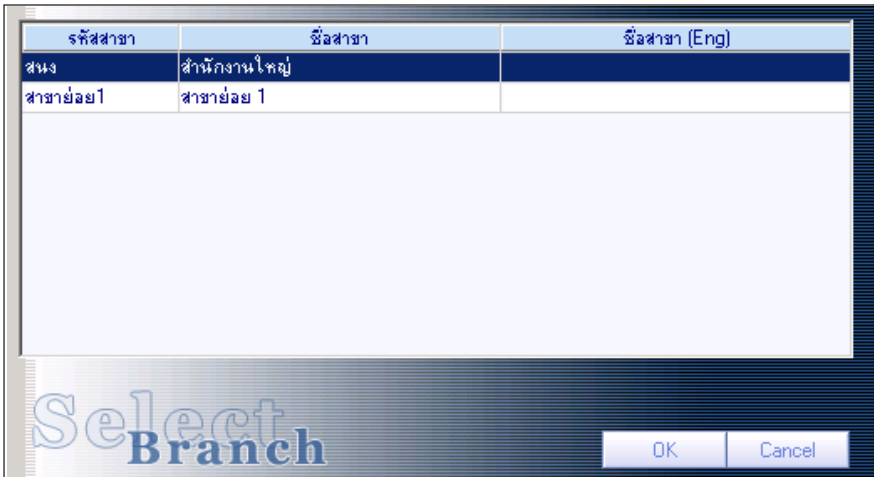 รหัสสาขา ชื่อสาขา ชื่อสาขา (Eng)
สนง สำนักงานใหญ่
สาขาย่อย1 สาขาย่อย 1
Select
Branch
OK Cancel